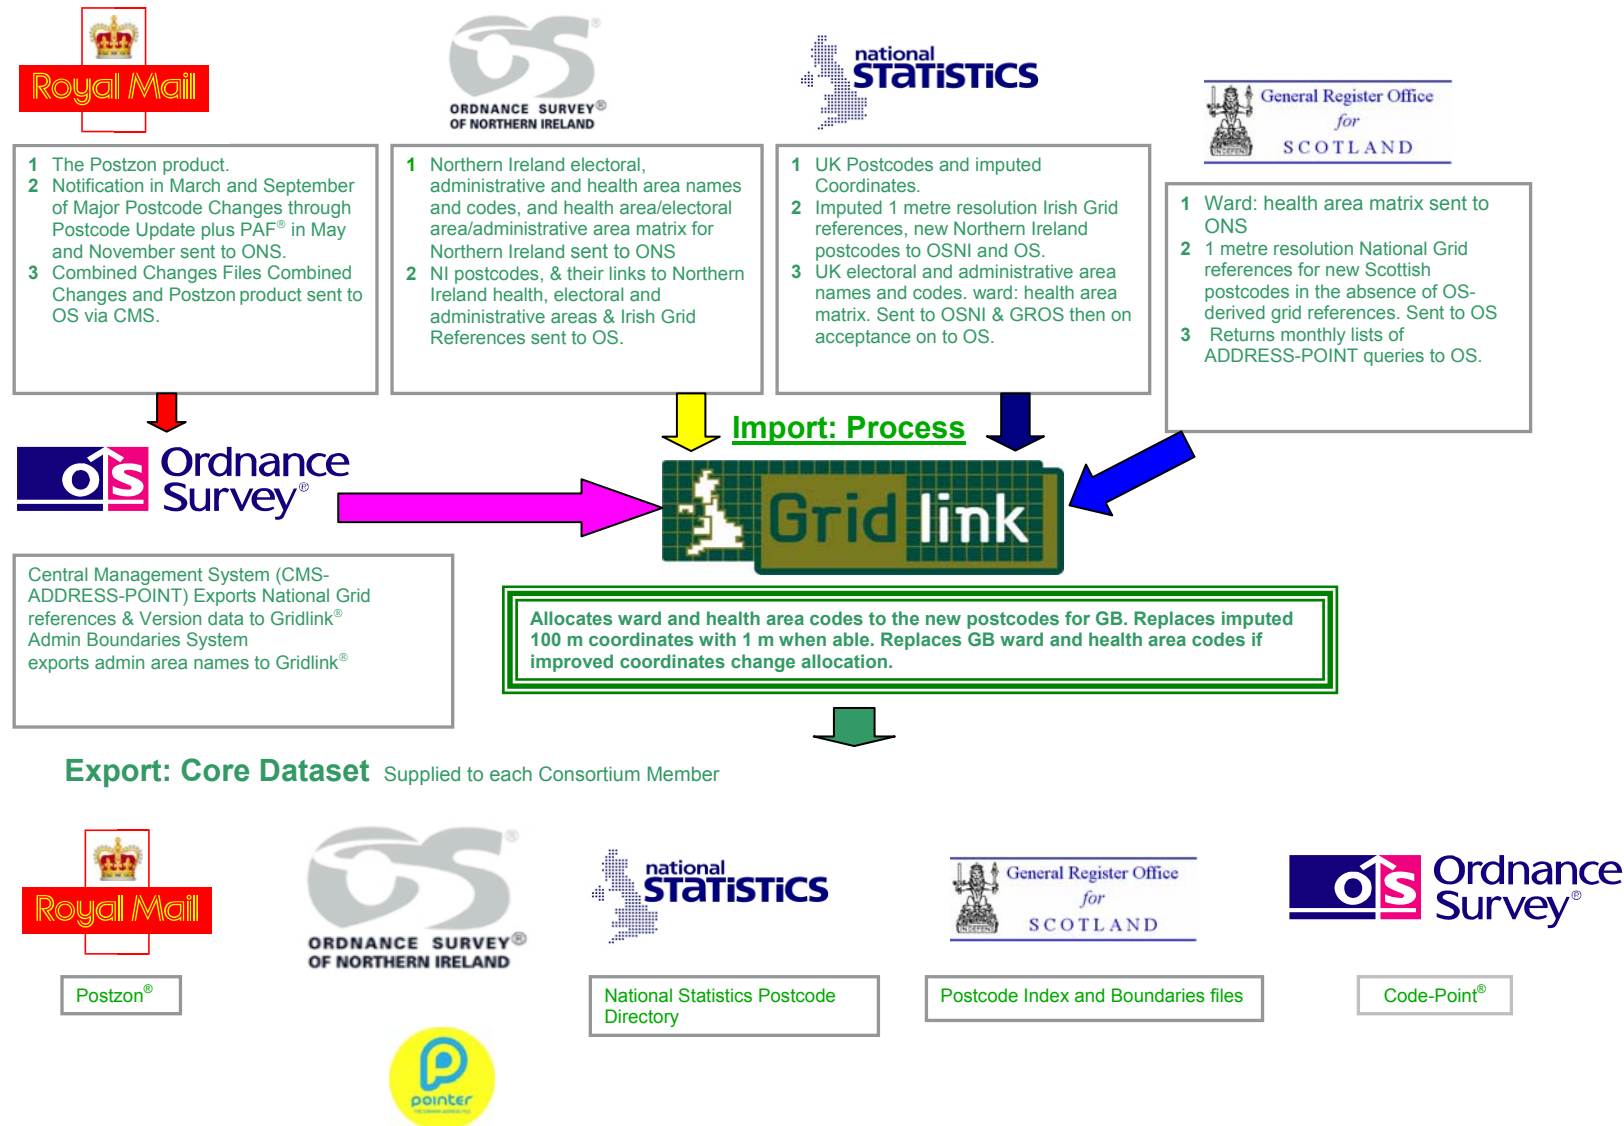 Royal Mail
OS®
ORDNANCE SURVEY®
OF NORTHERN IRELAND
national
STATISTICS
General Register Office
for
SCOTLAND
1 The Postzon product.
2 Notification in March and September
of Major Postcode Changes through
Postcode Update plus PAF® in May
and November sent to ONS.
3 Combined Changes Files Combined
Changes and Postzon product sent to
OS via CMS.
1 Northern Ireland electoral,
administrative and health area names
and codes, and health area/electoral
area/administrative area matrix for
Northern Ireland sent to ONS
2 NI postcodes, & their links to Northern
Ireland health, electoral and
administrative areas & Irish Grid
References sent to OS.
1 UK Postcodes and imputed
Coordinates.
2 Imputed 1 metre resolution Irish Grid
references, new Northern Ireland
postcodes to OSNI and OS.
3 UK electoral and administrative area
names and codes. ward: health area
matrix. Sent to OSNI & GROS then on
acceptance on to OS.
1 Ward: health area matrix sent to
ONS
2 1 metre resolution National Grid
references for new Scottish
postcodes in the absence of OS-
derived grid references. Sent to OS
3 Returns monthly lists of
ADDRESS-POINT queries to OS.
Import: Process
os Ordnance
Survey®
Grid link
Central Management System (CMS-
ADDRESS-POINT) Exports National Grid
references & Version data to Gridlink®
Admin Boundaries System
exports admin area names to Gridlink®
Allocates ward and health area codes to the new postcodes for GB. Replaces imputed
100 m coordinates with 1 m when able. Replaces GB ward and health area codes if
improved coordinates change allocation.
Export: Core Dataset Supplied to each Consortium Member
Royal Mail
OS®
ORDNANCE SURVEY®
OF NORTHERN IRELAND
national
STATISTICS
General Register Office
for
SCOTLAND
os Ordnance
Survey®
Postzon®
National Statistics Postcode
Directory
Postcode Index and Boundaries files
Code-Point®
pointer